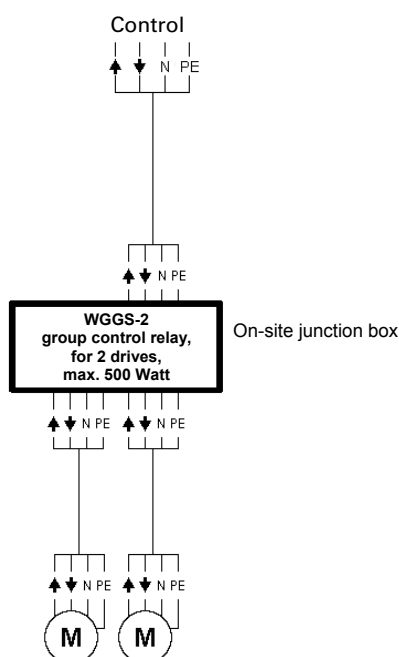 Control
N PE
N PE
WGGS-2
group control relay,
for 2 drives,
max. 500 Watt
On-site junction box
N PE N PE
N PE N PE
M M